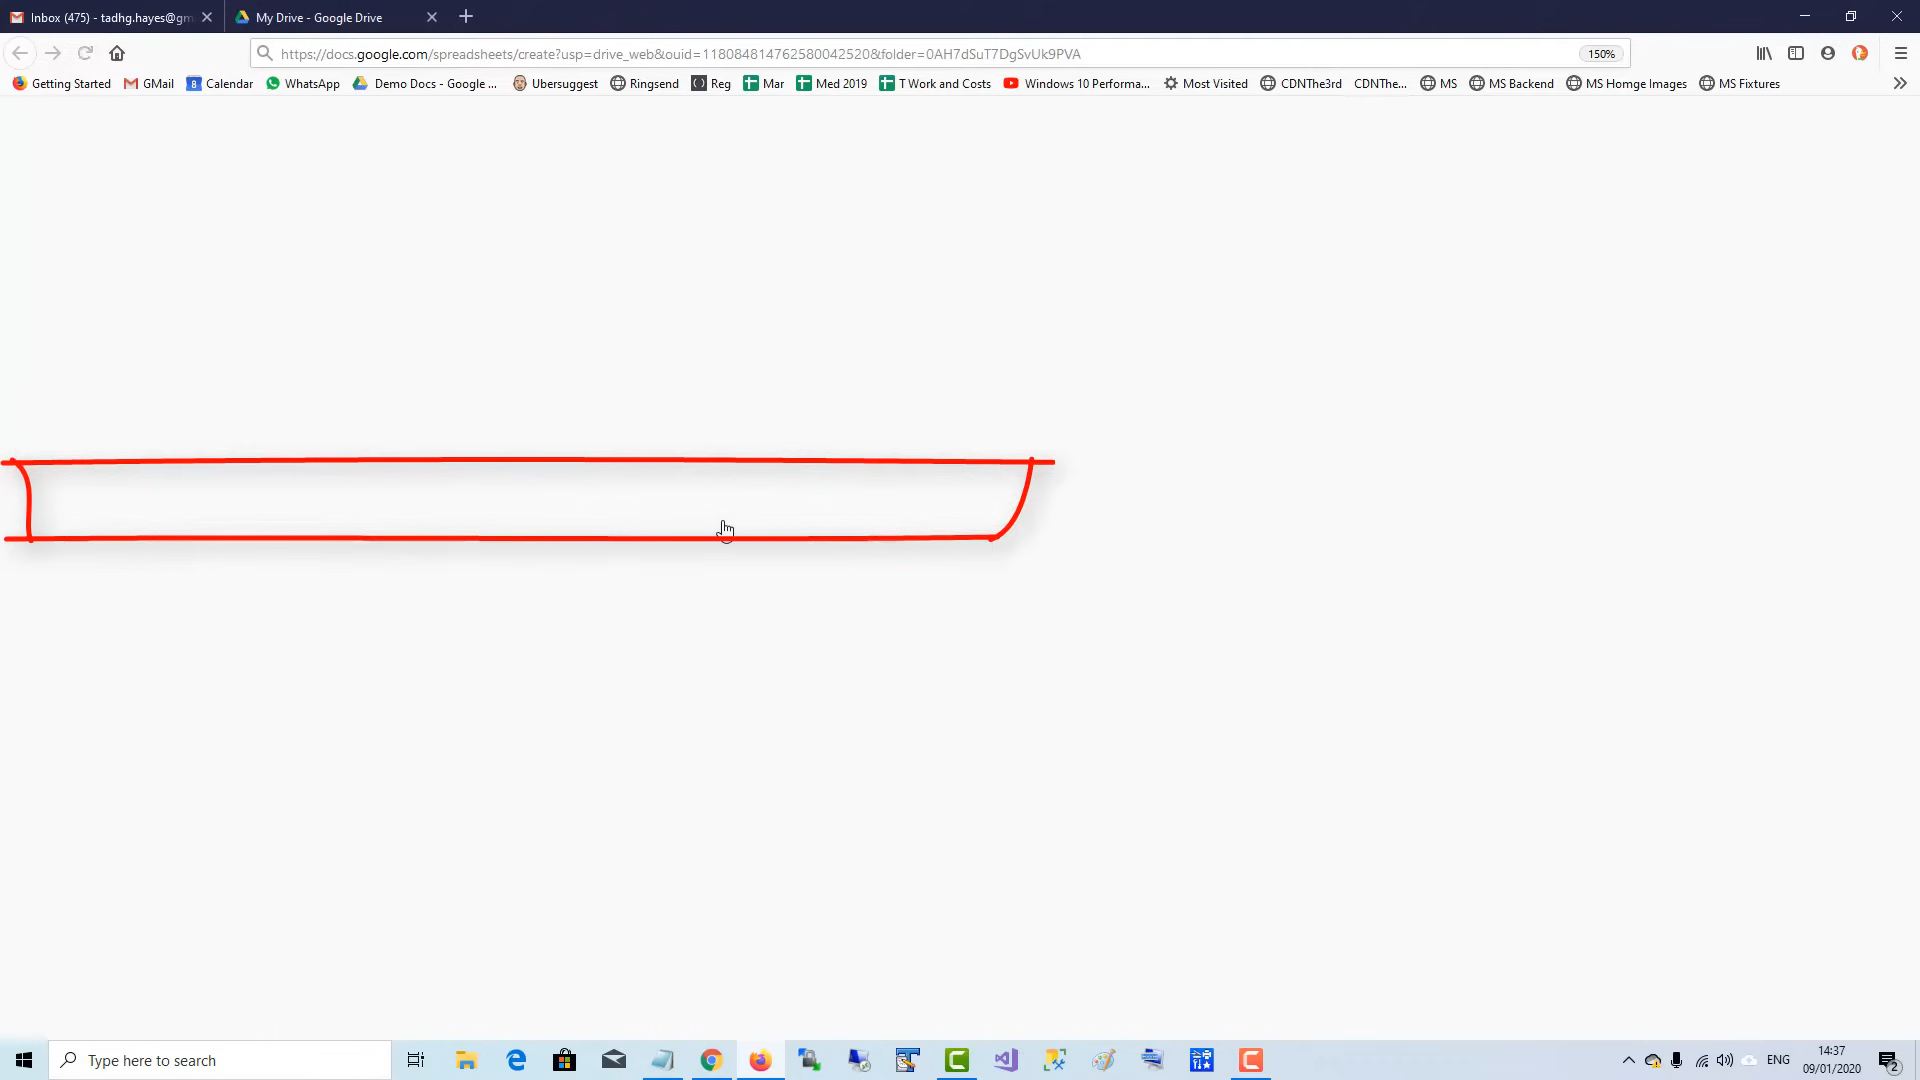 Inbox (475) - tadhg.hayes@gm
My Drive - Google Drive
https://docs.google.com/spreadsheets/create?usp=drive_web&ouid=118084814762580042520&folder=0AH7dSuT7DgSvUk9PVA
150%
Getting Started
GMail
8
Calendar
WhatsApp
Demo Docs - Google ...
Ubersuggest
Ringsend
Reg
Mar
Med 2019
T Work and Costs
Windows 10 Performa...
Most Visited
CDNThe3rd
CDNThe...
MS
MS Backend
MS Homge Images
MS Fixtures
Type here to search
ENG
14:37
09/01/2020
2